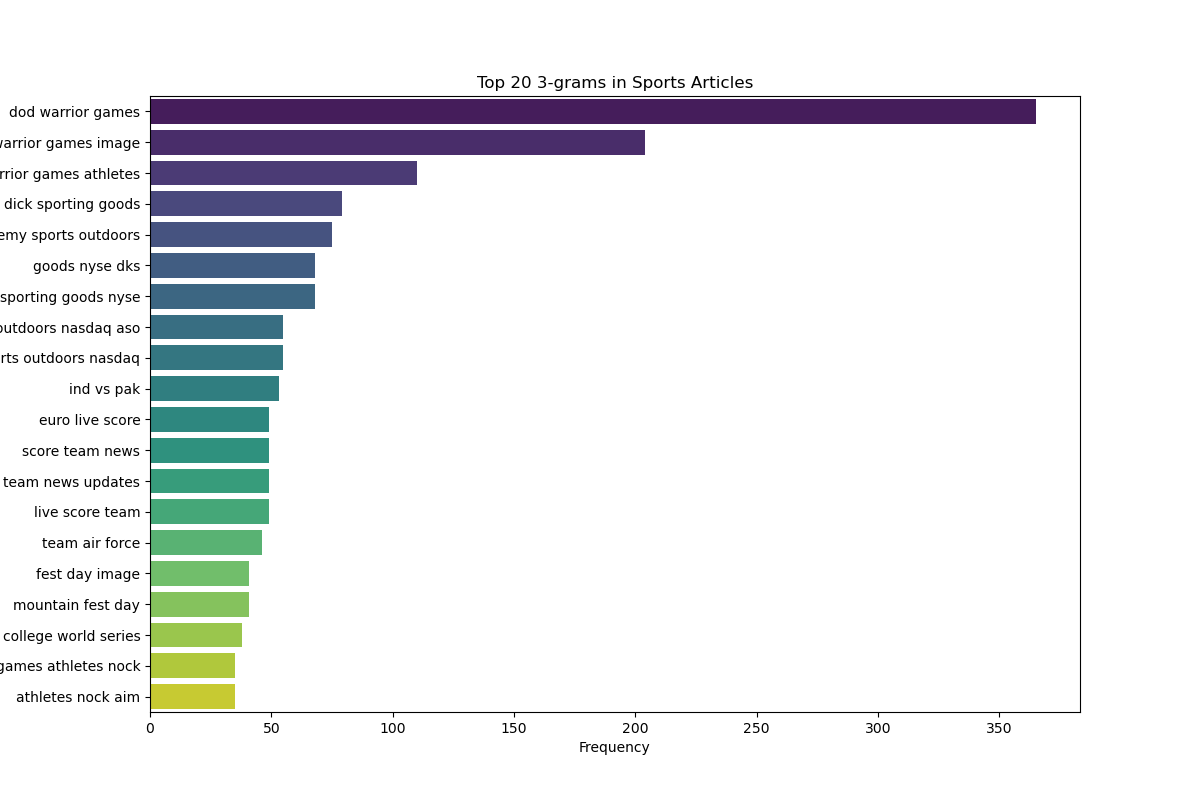 Top 20 3-grams in Sports Articles
dod warrior games
warrior games image
rrior games athletes
dick sporting goods
emy sports outdoors
goods nyse dks
sporting goods nyse
outdoors nasdaq aso
rts outdoors nasdaq
ind vs pak
euro live score
score team news
team news updates
live score team
team air force
fest day image
mountain fest day
college world series
games athletes nock
athletes nock aim
0 50 100 150 200 250 300 350
Frequency